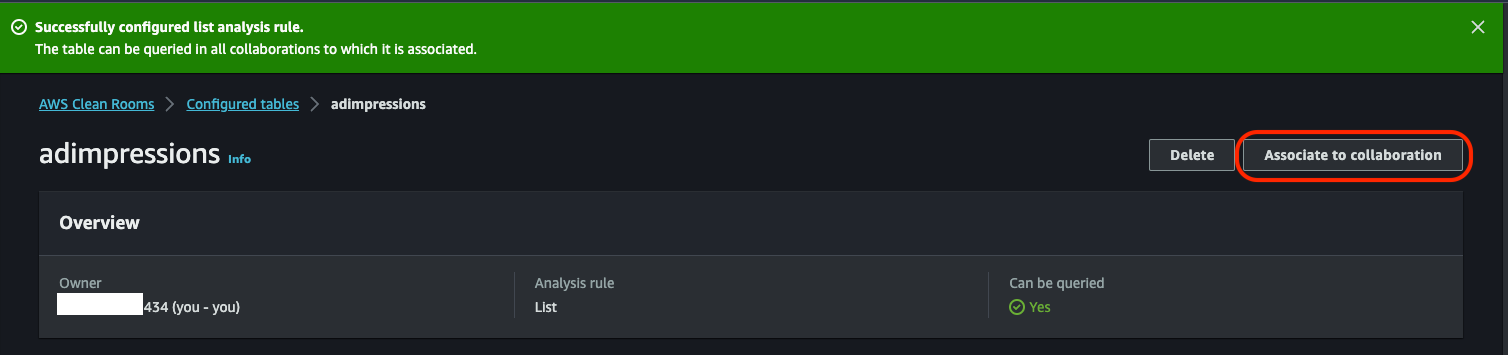 Successfully configured list analysis rule.
The table can be queried in all collaborations to which it is associated.
AWS Clean Rooms > Configured tables > adimpressions
adimpressions Info
Delete
Associate to collaboration
Overview
Owner
434 (you - you)
Analysis rule
List
Can be queried
Yes